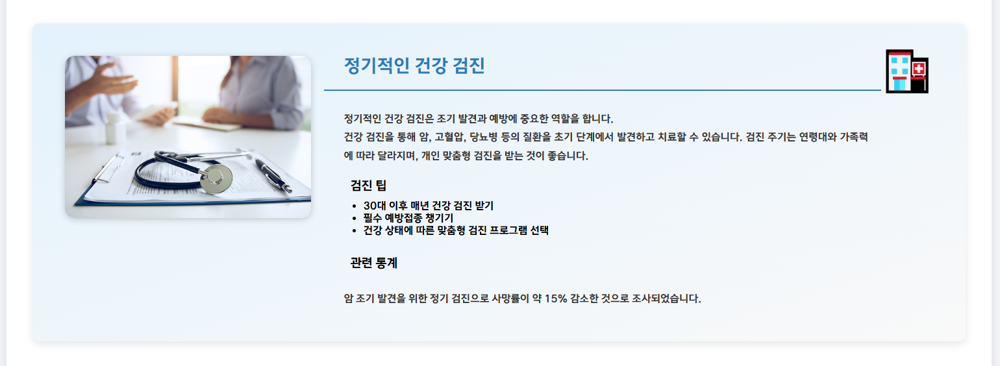 정기적인 건강 검진
정기적인 건강 검진은 조기 발견과 예방에 중요한 역할을 합니다.
건강 검진을 통해 암, 고혈압, 당뇨병 등의 질환을 초기 단계에서 발견하고 치료할 수 있습니다. 검진 주기는 연령대와 가족력
에 따라 달라지며, 개인 맞춤형 검진을 받는 것이 좋습니다.
검진 팁
• 30대 이후 매년 건강 검진 받기
• 필수 예방접종 챙기기
• 건강 상태에 따른 맞춤형 검진 프로그램 선택
관련 통계
암 조기 발견을 위한 정기 검진으로 사망률이 약 15% 감소한 것으로 조사되었습니다.